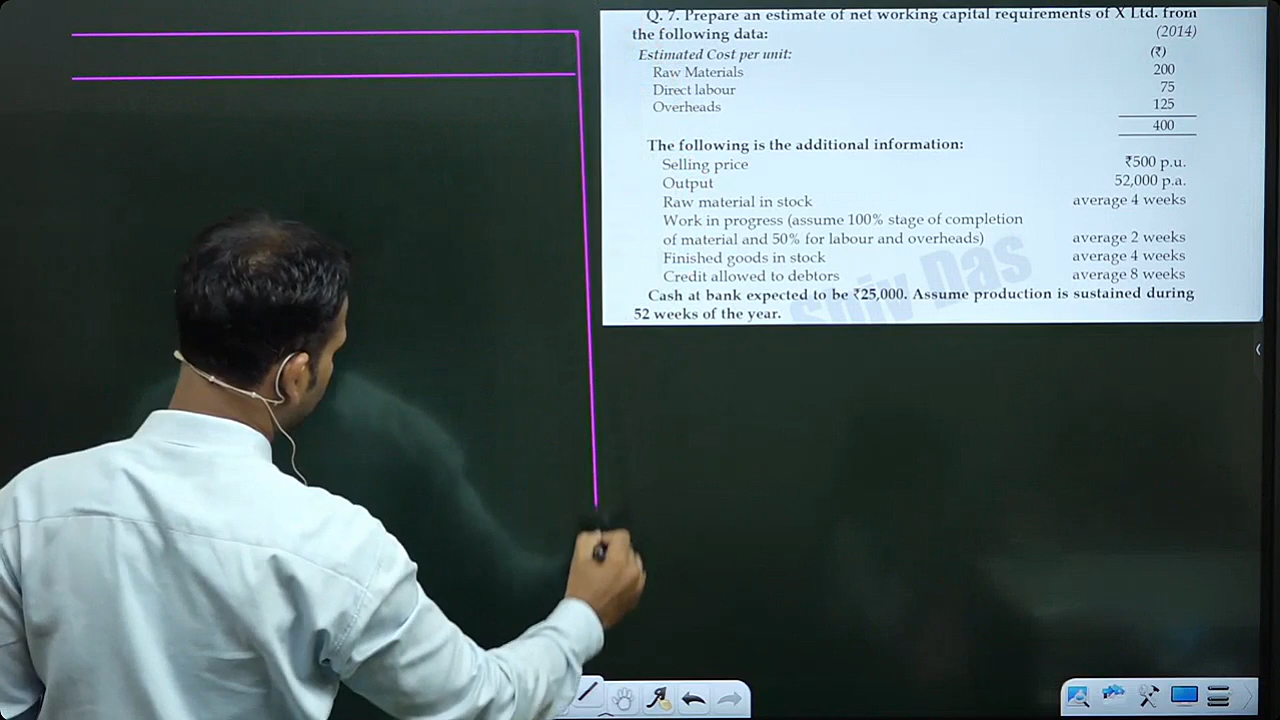 Q. 7. Prepare an estimate of net working capital requirements of X Ltd. from
the following data: (2014)
Estimated Cost per unit: (₹)
Raw Materials 200
Direct labour 75
Overheads 125
400
The following is the additional information:
Selling price ₹500 p.u.
Output 52,000 p.a.
Raw material in stock average 4 weeks
Work in progress (assume 100% stage of completion
of material and 50% for labour and overheads) average 2 weeks
Finished goods in stock average 4 weeks
Credit allowed to debtors average 8 weeks
Cash at bank expected to be ₹25,000. Assume production is sustained during
52 weeks of the year.
Shiv Das